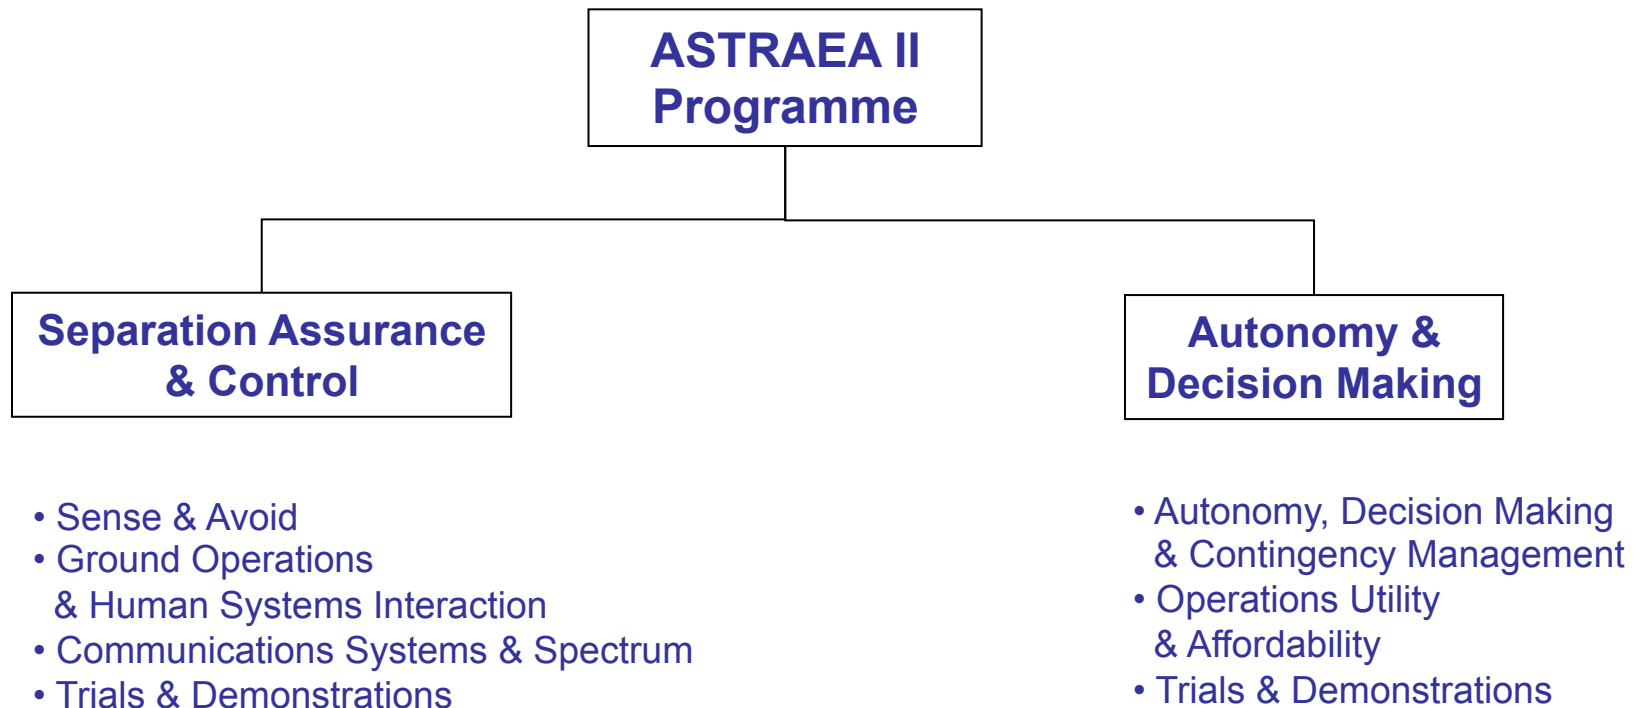 ASTRAEA II
Programme
Separation Assurance
& Control
Autonomy &
Decision Making
• Sense & Avoid
• Ground Operations
& Human Systems Interaction
• Communications Systems & Spectrum
• Trials & Demonstrations
• Autonomy, Decision Making
& Contingency Management
• Operations Utility
& Affordability
• Trials & Demonstrations